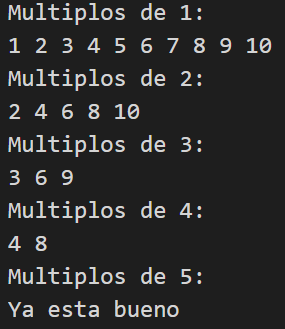 Multiplos de 1:
1 2 3 4 5 6 7 8 9 10
Multiplos de 2:
2 4 6 8 10
Multiplos de 3:
3 6 9
Multiplos de 4:
4 8
Multiplos de 5:
Ya esta bueno